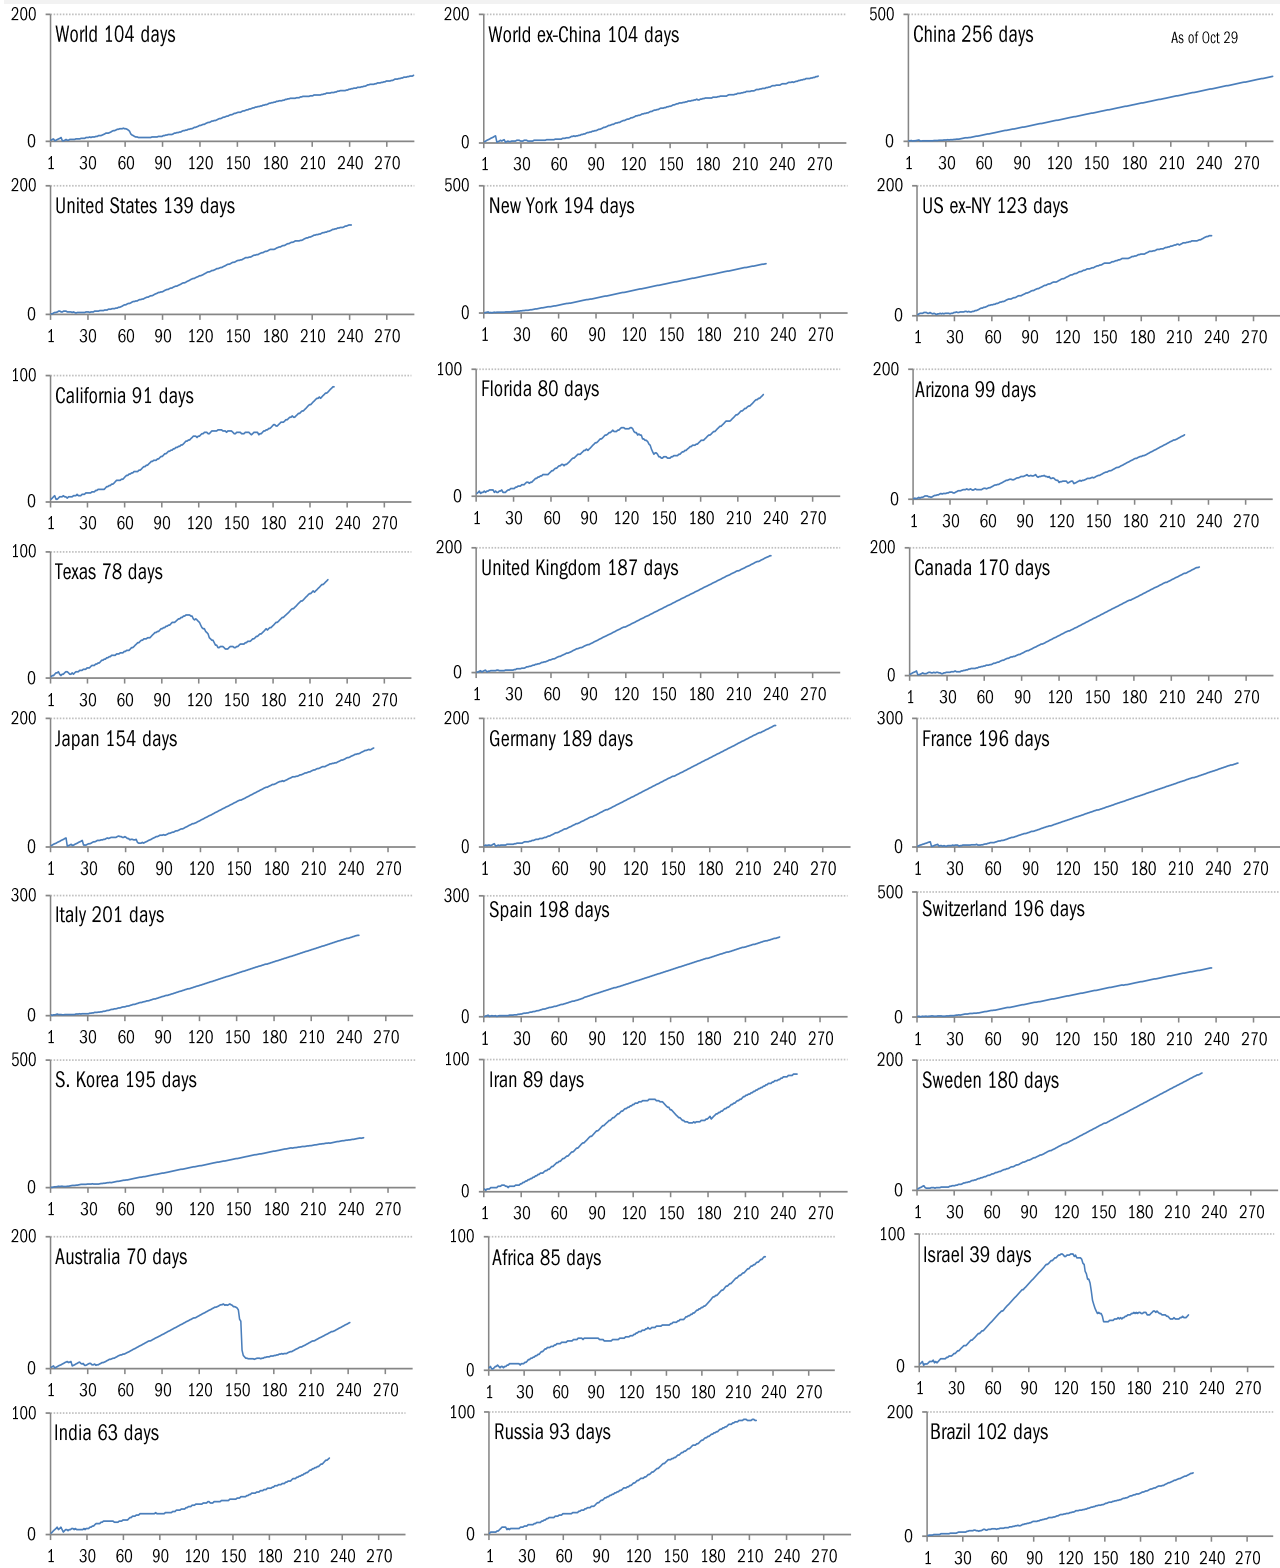 200
World 104 days
0
1 30 60 90 120 150 180 210 240 270
200
World ex-China 104 days
0
1 30 60 90 120 150 180 210 240 270
500
China 256 days
As of Oct 29
0
1 30 60 90 120 150 180 210 240 270
200
United States 139 days
0
1 30 60 90 120 150 180 210 240 270
500
New York 194 days
0
1 30 60 90 120 150 180 210 240 270
200
US ex-NY 123 days
0
1 30 60 90 120 150 180 210 240 270
100
California 91 days
0
1 30 60 90 120 150 180 210 240 270
100
Florida 80 days
0
1 30 60 90 120 150 180 210 240 270
200
Arizona 99 days
0
1 30 60 90 120 150 180 210 240 270
100
Texas 78 days
0
1 30 60 90 120 150 180 210 240 270
200
United Kingdom 187 days
0
1 30 60 90 120 150 180 210 240 270
200
Canada 170 days
0
1 30 60 90 120 150 180 210 240 270
200
Japan 154 days
0
1 30 60 90 120 150 180 210 240 270
200
Germany 189 days
0
1 30 60 90 120 150 180 210 240 270
300
France 196 days
0
1 30 60 90 120 150 180 210 240 270
300
Italy 201 days
0
1 30 60 90 120 150 180 210 240 270
300
Spain 198 days
0
1 30 60 90 120 150 180 210 240 270
500
Switzerland 196 days
0
1 30 60 90 120 150 180 210 240 270
500
S. Korea 195 days
0
1 30 60 90 120 150 180 210 240 270
100
Iran 89 days
0
1 30 60 90 120 150 180 210 240 270
200
Sweden 180 days
0
1 30 60 90 120 150 180 210 240 270
200
Australia 70 days
0
1 30 60 90 120 150 180 210 240 270
100
Africa 85 days
0
1 30 60 90 120 150 180 210 240 270
100
Israel 39 days
0
1 30 60 90 120 150 180 210 240 270
100
India 63 days
0
1 30 60 90 120 150 180 210 240 270
100
Russia 93 days
0
1 30 60 90 120 150 180 210 240 270
200
Brazil 102 days
0
1 30 60 90 120 150 180 210 240 270